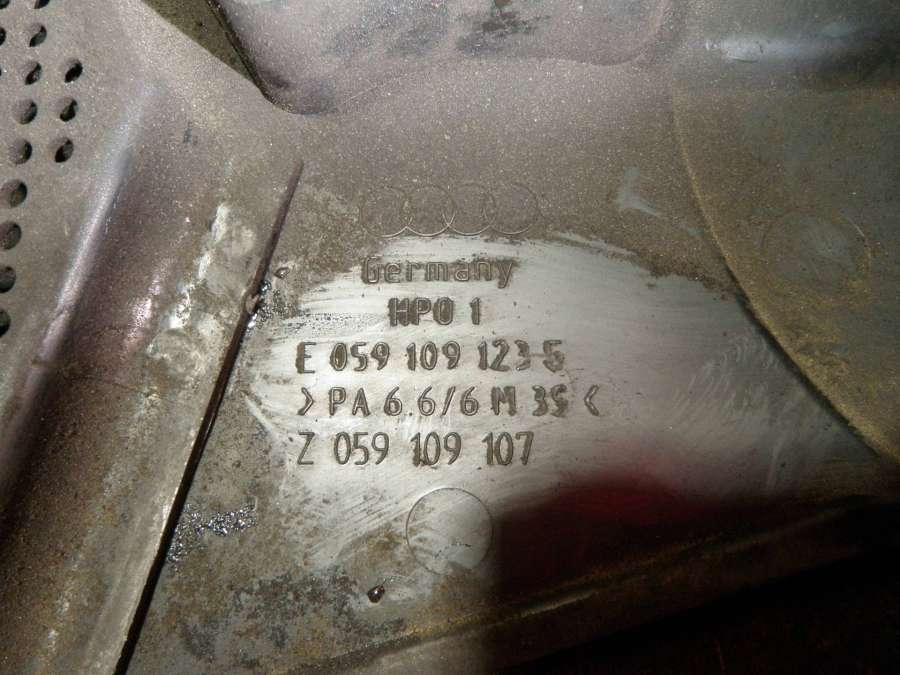 Germany
HPO 1
E 059 109 123 G
>PA 6.6/6 M 35<
Z 059 109 107